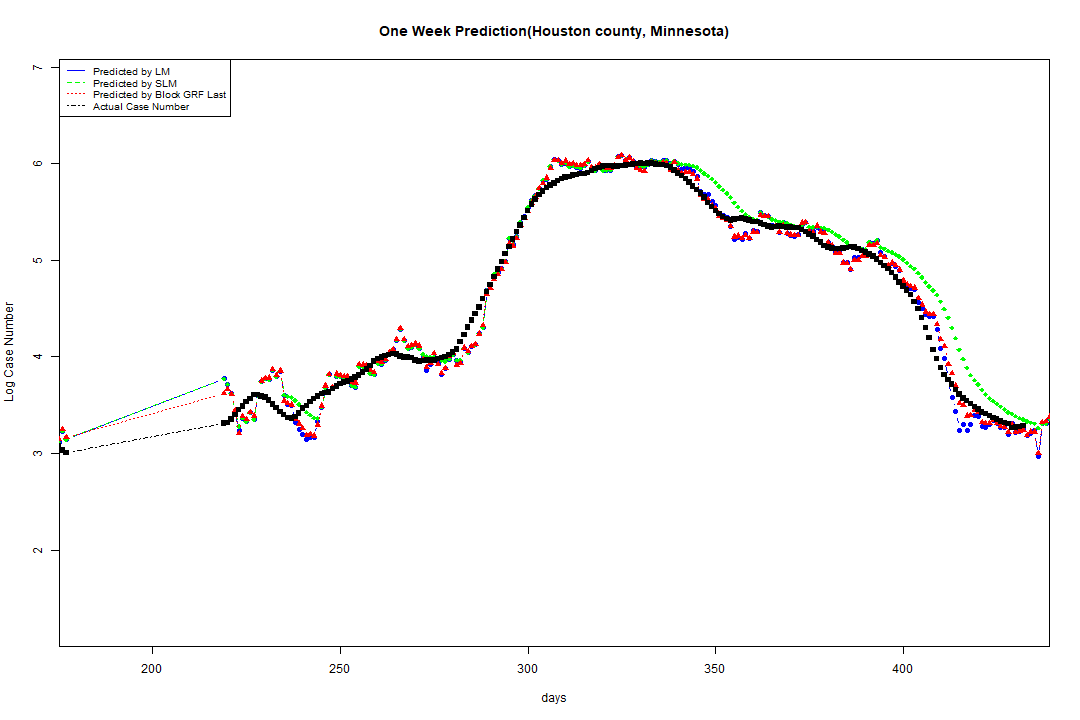 One Week Prediction(Houston county, Minnesota)
Predicted by LM
Predicted by SLM
Predicted by Block GRF Last
Actual Case Number
7
6
5
4
3
2
Log Case Number
200
250
300
350
400
days